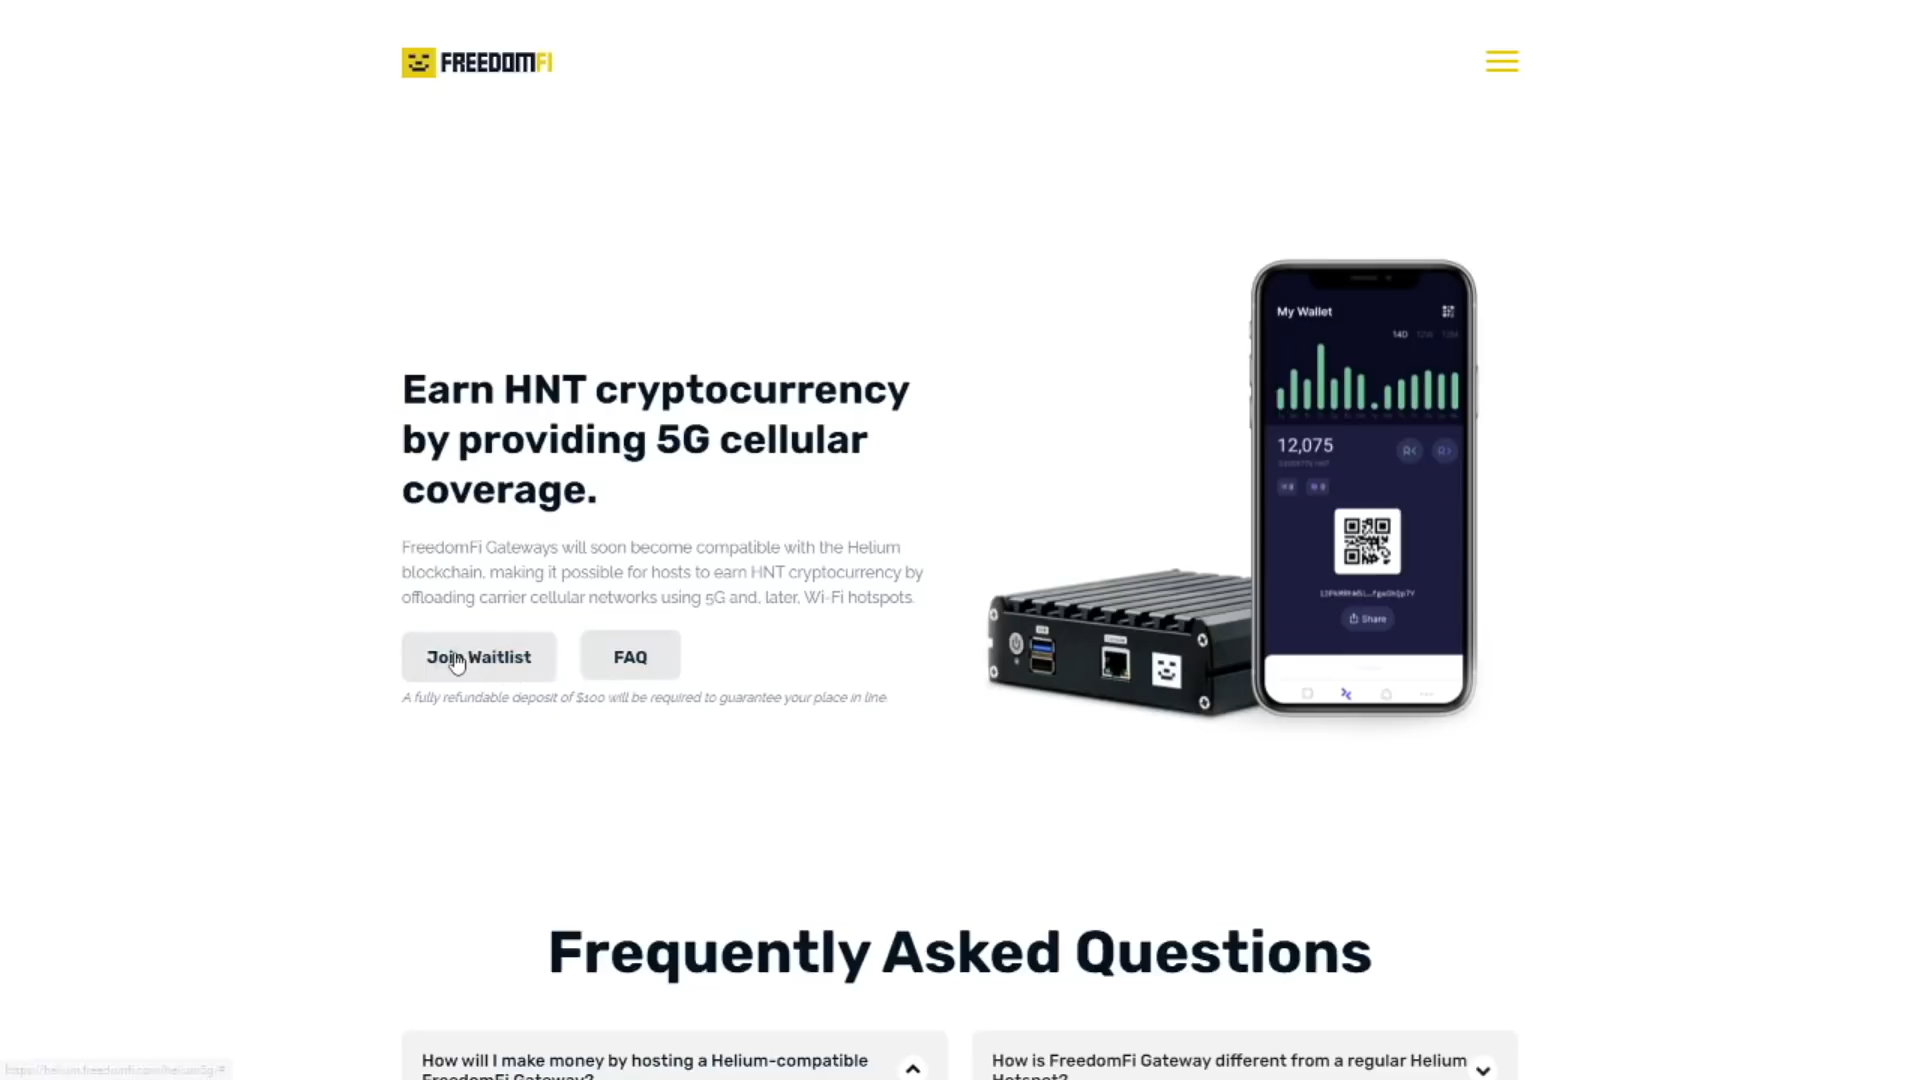 FREEDOMFI
Earn HNT cryptocurrency
by providing 5G cellular
coverage.
FreedomFi Gateways will soon become compatible with the Helium
blockchain, making it possible for hosts to earn HNT cryptocurrency by
offloading carrier cellular networks using 5G and, later, Wi-Fi hotspots.
Join Waitlist
FAQ
A fully refundable deposit of $100 will be required to guarantee your place in line
My Wallet
14D
12,075
Share
Frequently Asked Questions
How will I make money by hosting a Helium-compatible
FreedomFi Gateway?
How is FreedomFi Gateway different from a regular Helium
Hotspot?